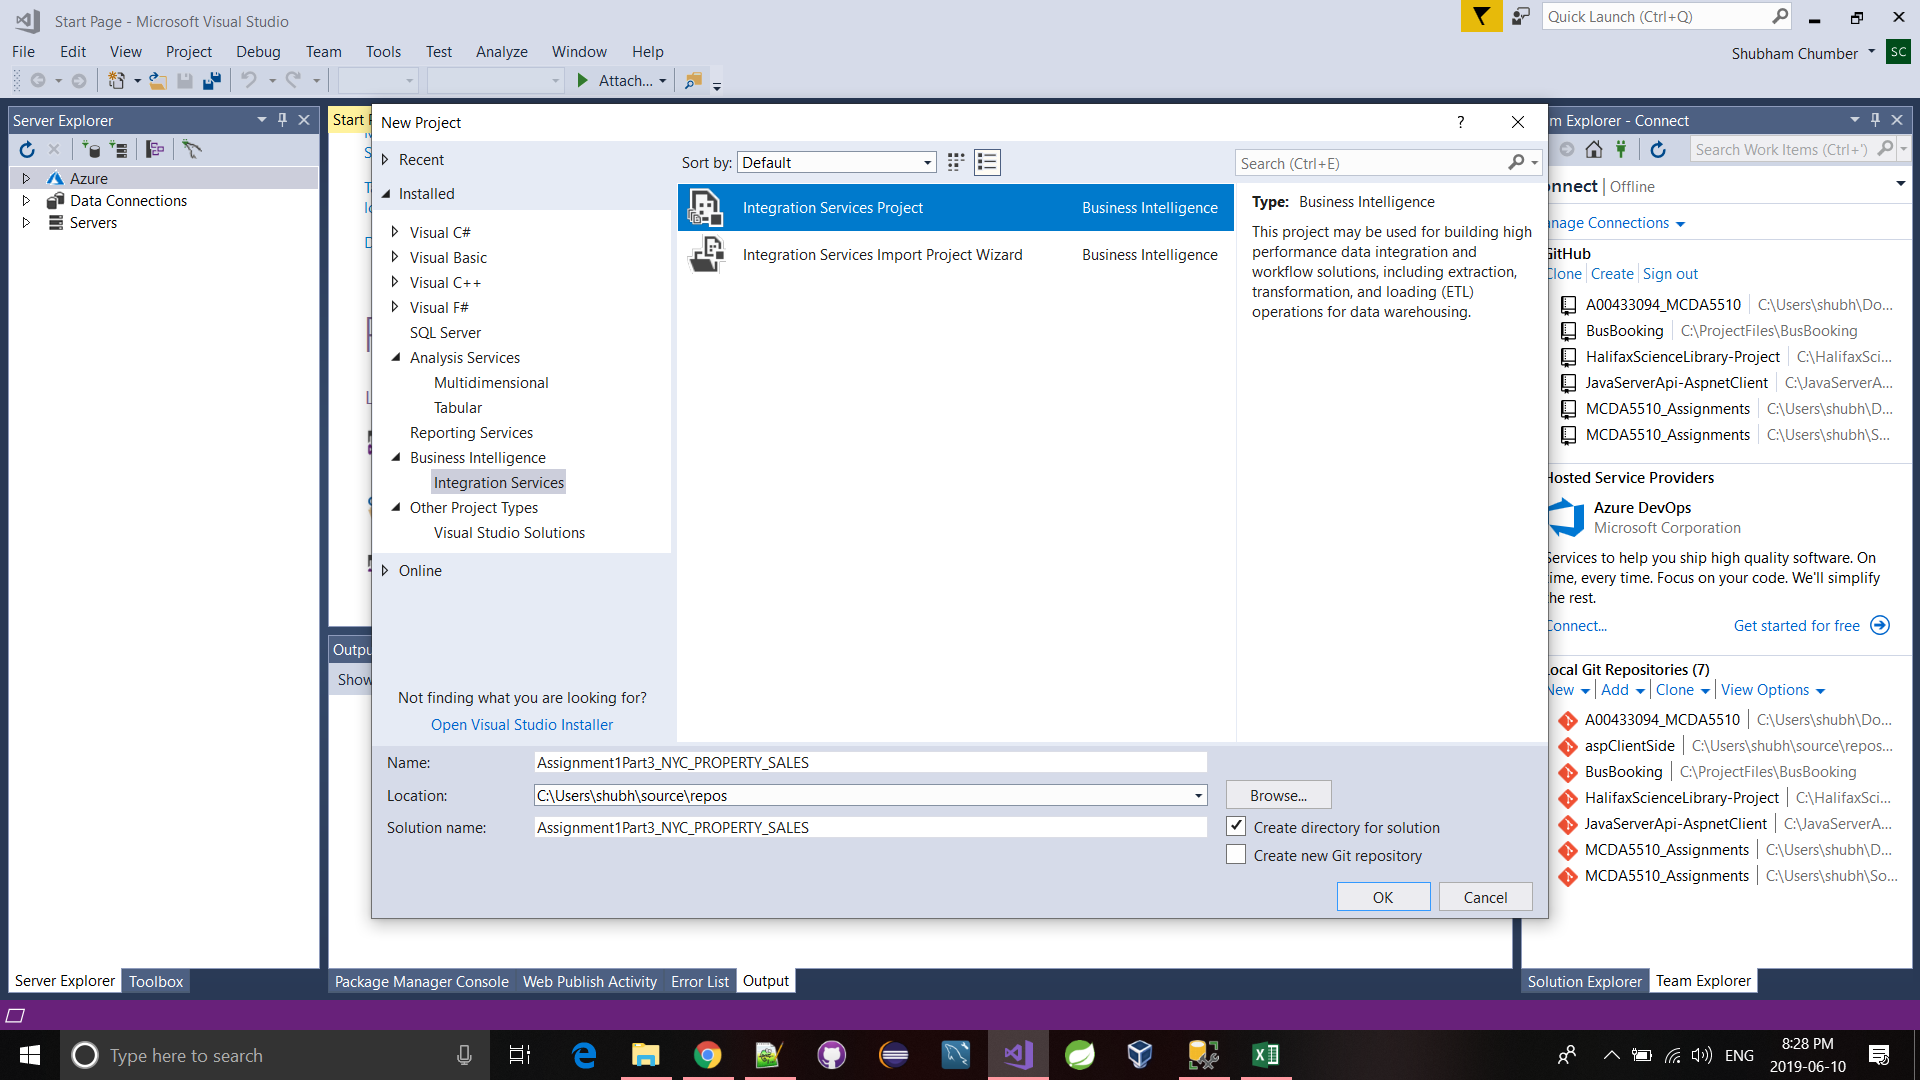 Start Page - Microsoft Visual Studio
Quick Launch (Ctrl+Q)
File Edit View Project Debug Team Tools Test Analyze Window Help
Shubham Chumber SC
Attach...
Server Explorer
Azure
Data Connections
Servers
Server Explorer Toolbox
Start
New Project ?
Recent
Installed
Visual C#
Visual Basic
Visual C++
Visual F#
SQL Server
Analysis Services
Multidimensional
Tabular
Reporting Services
Business Intelligence
Integration Services
Other Project Types
Visual Studio Solutions
Online
Not finding what you are looking for?
Open Visual Studio Installer
Sort by: Default
Search (Ctrl+E)
Integration Services Project Business Intelligence
Integration Services Import Project Wizard Business Intelligence
Type: Business Intelligence
This project may be used for building high
performance data integration and
workflow solutions, including extraction,
transformation, and loading (ETL)
operations for data warehousing.
Name: Assignment1Part3_NYC_PROPERTY_SALES
Location: C:\Users\shubh\source\repos Browse...
Solution name: Assignment1Part3_NYC_PROPERTY_SALES
Create directory for solution
Create new Git repository
OK Cancel
Outpu
Show
Package Manager Console Web Publish Activity Error List Output
m Explorer - Connect
Search Work Items (Ctrl+')
onnect | Offline
anage Connections
GitHub
Clone Create Sign out
A00433094_MCDA5510 C:\Users\shubh\Do...
BusBooking C:\ProjectFiles\BusBooking
HalifaxScienceLibrary-Project C:\HalifaxSci...
JavaServerApi-AspnetClient C:\JavaServerA...
MCDA5510_Assignments C:\Users\shubh\D...
MCDA5510_Assignments C:\Users\shubh\S...
Hosted Service Providers
Azure DevOps
Microsoft Corporation
Services to help you ship high quality software. On
time, every time. Focus on your code. We'll simplify
the rest.
Connect... Get started for free
Local Git Repositories (7)
New Add Clone View Options
A00433094_MCDA5510 C:\Users\shubh\Do...
aspClientSide C:\Users\shubh\source\repos...
BusBooking C:\ProjectFiles\BusBooking
HalifaxScienceLibrary-Project C:\HalifaxSci...
JavaServerApi-AspnetClient C:\JavaServerA...
MCDA5510_Assignments C:\Users\shubh\D...
MCDA5510_Assignments C:\Users\shubh\So...
Solution Explorer Team Explorer
Type here to search
ENG
8:28 PM
2019-06-10